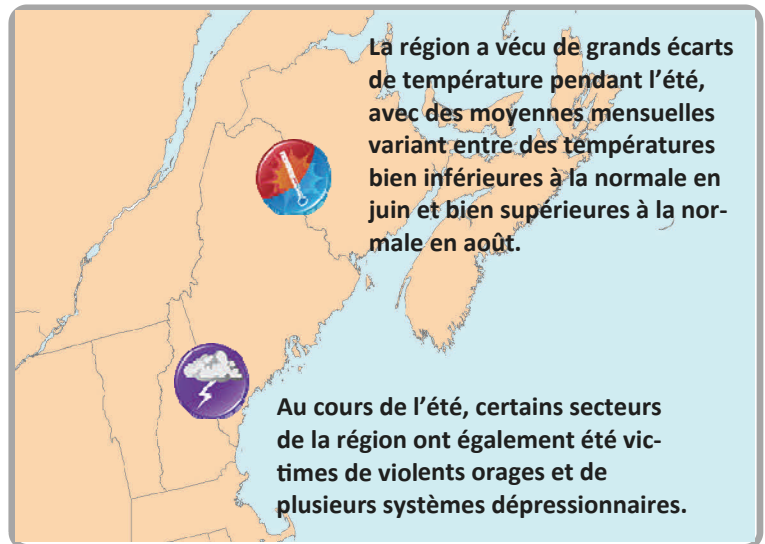 La région a vécu de grands écarts
de température pendant l’été,
avec des moyennes mensuelles
variant entre des températures
bien inférieures à la normale en
juin et bien supérieures à la nor-
male en août.
Au cours de l’été, certains secteurs
de la région ont également été vic-
times de violents orages et de
plusieurs systèmes dépressionnaires.